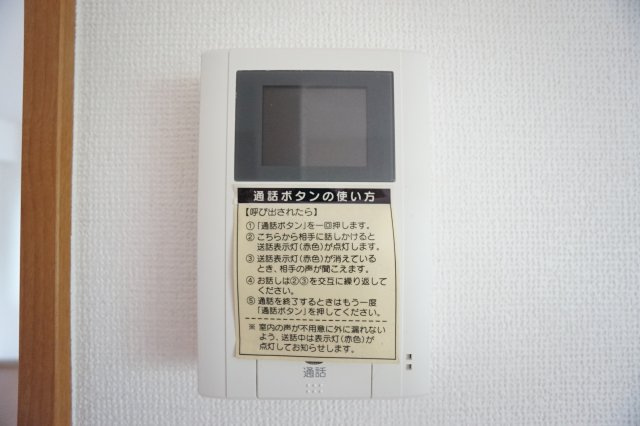 通話ボタンの使い方
【呼び出されたら】
①「通話ボタン」を一回押します。
②こちらから相手に話しかけると
送話表示灯(赤色)が点灯します。
③送話表示灯(赤色)が消えている
とき、相手の声が聞こえます。
④お話しは②③を交互に繰り返して
ください。
⑤通話を終了するときはもう一度
「通話ボタン」を押してください。
※室内の声が不用意に外に漏れない
よう、送話中は表示灯(赤色)が
点灯してお知らせします。
通話